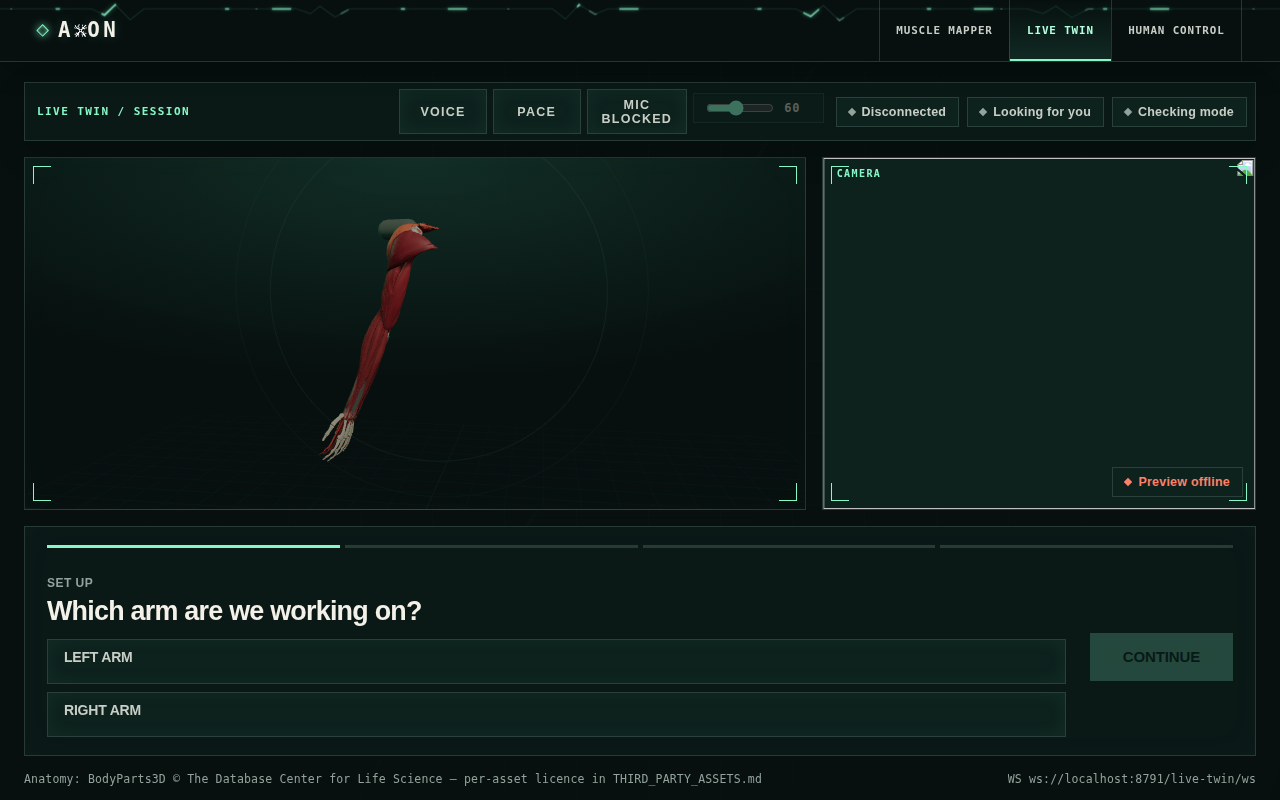 AXON
MUSCLE MAPPER
LIVE TWIN
HUMAN CONTROL
LIVE TWIN / SESSION
VOICE
PACE
MIC
BLOCKED
60
Disconnected
Looking for you
Checking mode
CAMERA
Preview offline
SET UP
Which arm are we working on?
LEFT ARM
RIGHT ARM
CONTINUE
Anatomy: BodyParts3D © The Database Center for Life Science — per-asset licence in THIRD_PARTY_ASSETS.md
WS ws://localhost:8791/live-twin/ws